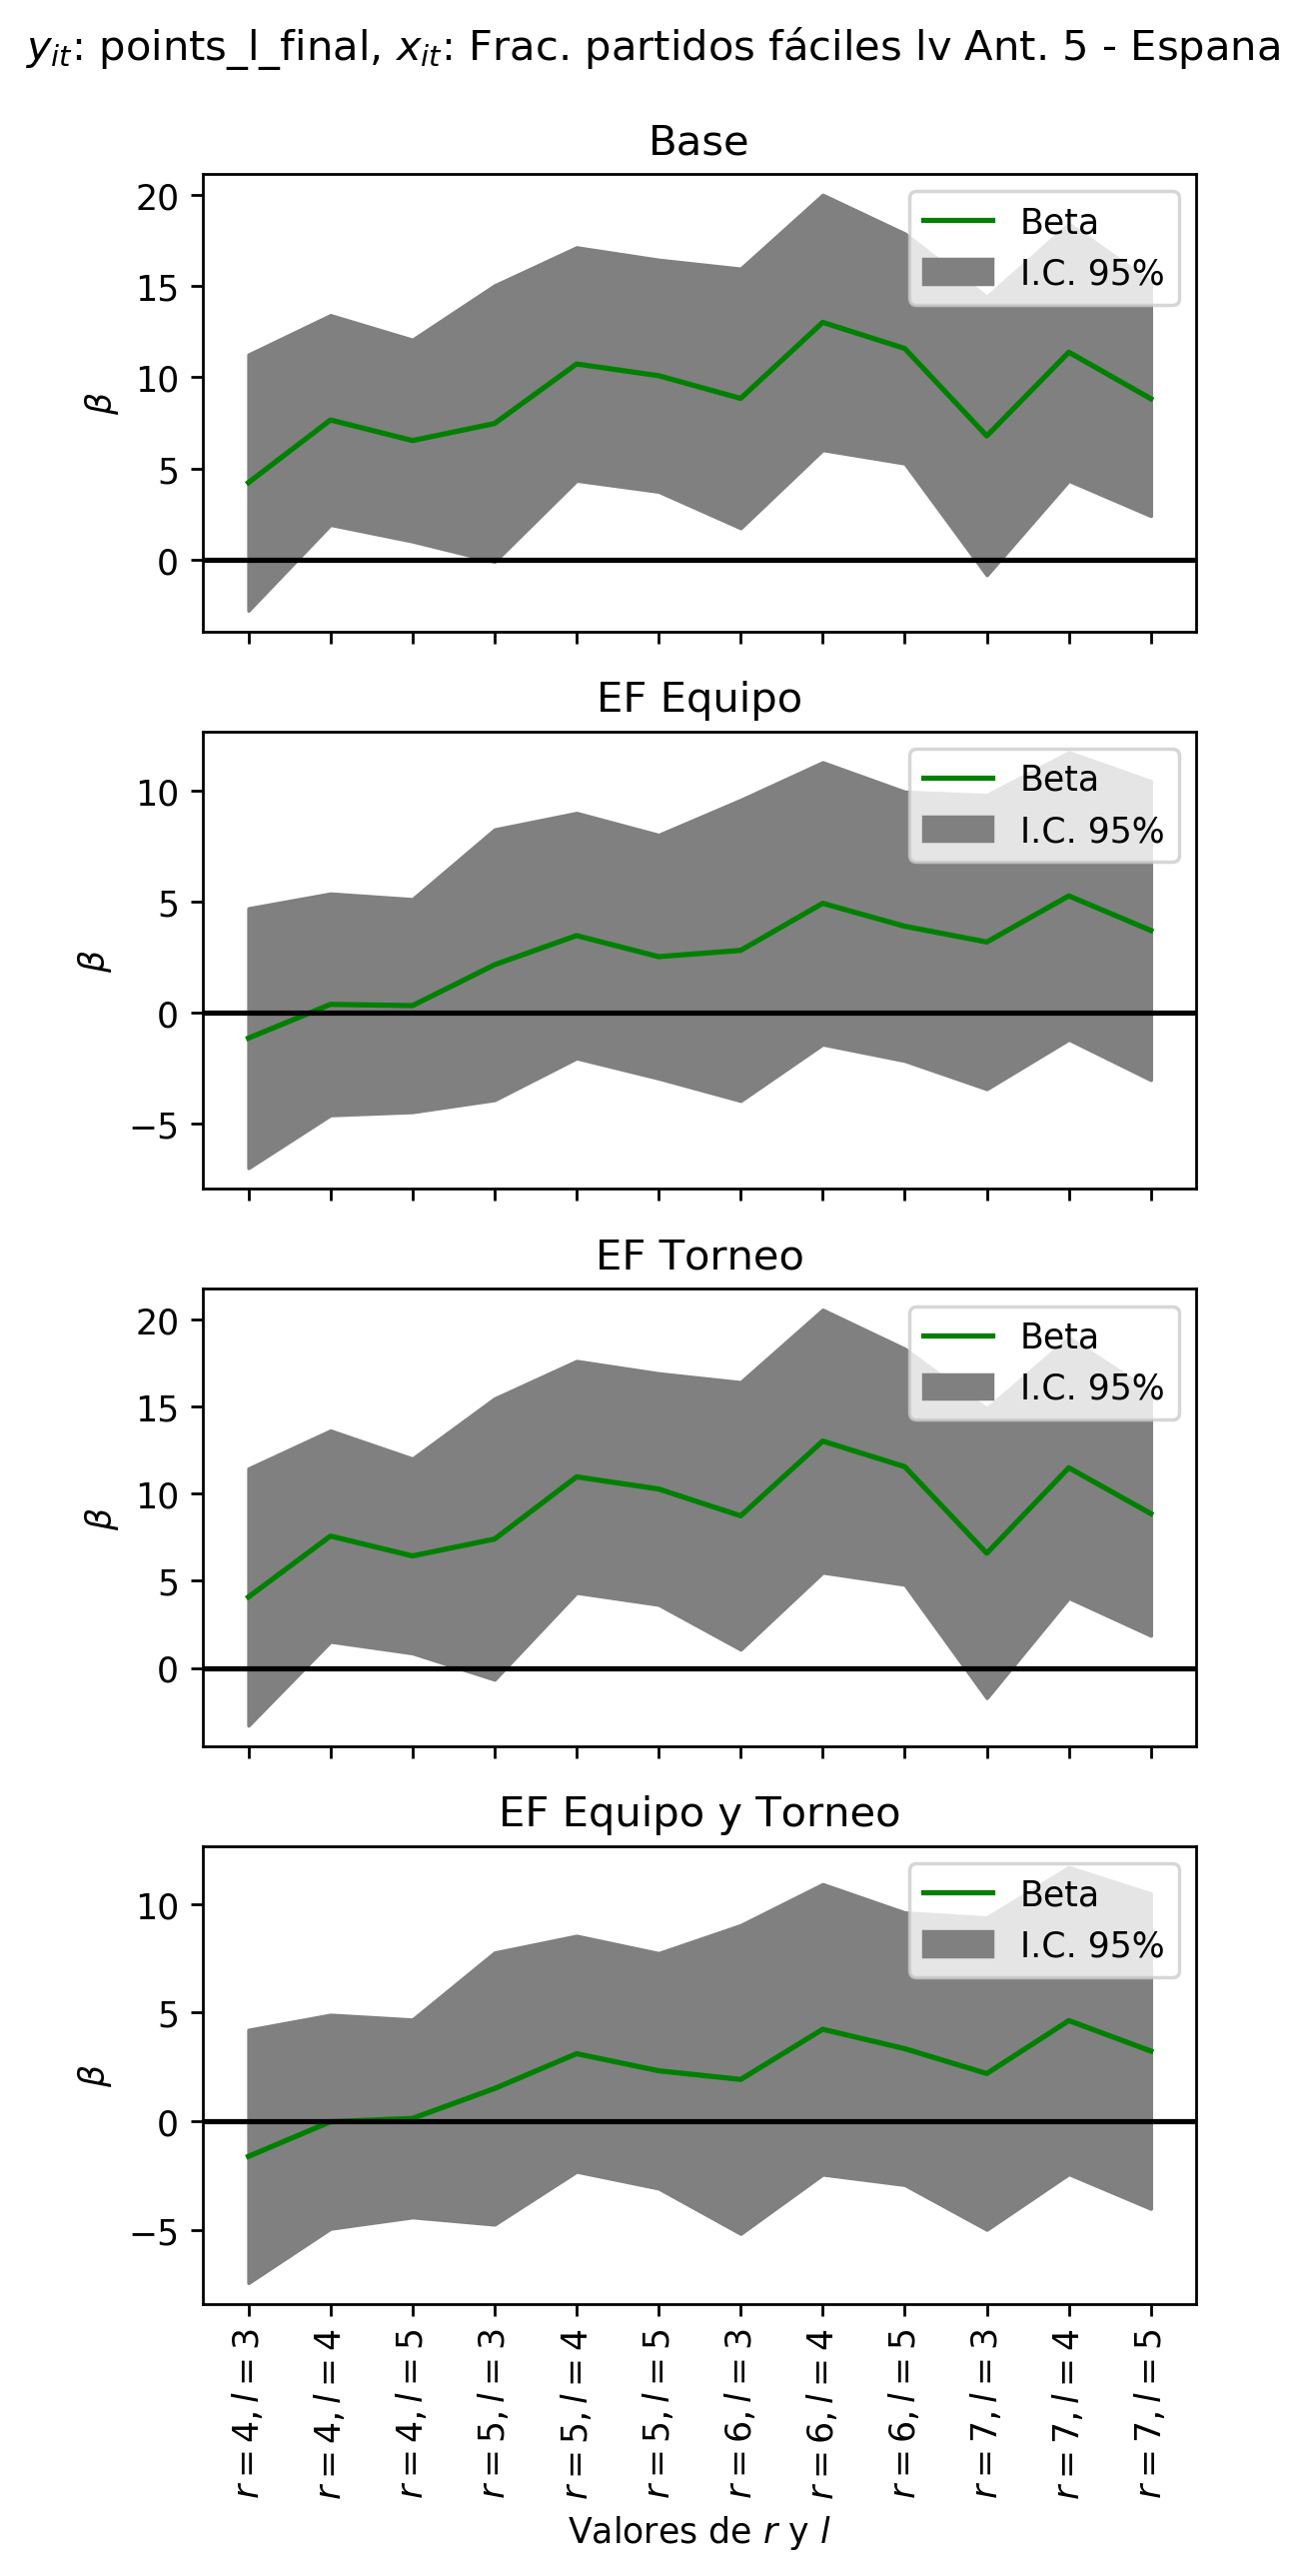 y_it: points_l_final, x_it: Frac. partidos fáciles lv Ant. 5 - Espana
Base
20
15
10
5
0
β
Beta
I.C. 95%
EF Equipo
10
5
0
−5
β
Beta
I.C. 95%
EF Torneo
20
15
10
5
0
β
Beta
I.C. 95%
EF Equipo y Torneo
10
5
0
−5
β
Beta
I.C. 95%
r = 4, l = 3
r = 4, l = 4
r = 4, l = 5
r = 5, l = 3
r = 5, l = 4
r = 5, l = 5
r = 6, l = 3
r = 6, l = 4
r = 6, l = 5
r = 7, l = 3
r = 7, l = 4
r = 7, l = 5
Valores de r y l